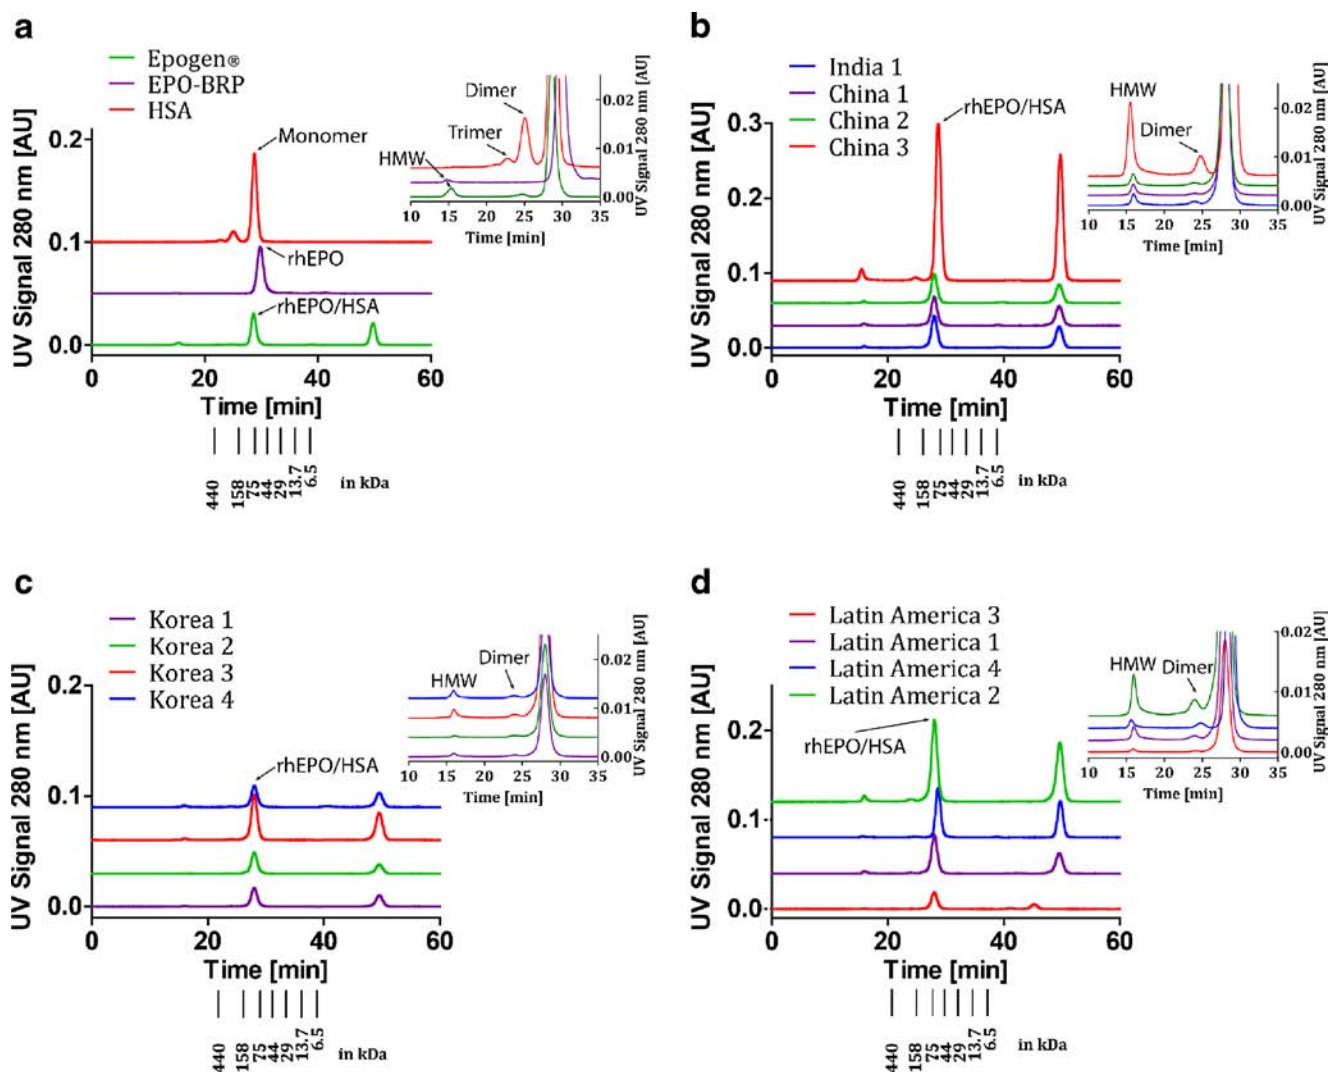 a
Epogen®
EPO-BRP
HSA
UV Signal 280 nm [AU]
0.2
0.1
0.0
Monomer
rhEPO
rhEPO/HSA
0 20 40 60
Time [min]
440 158 75 44 29 13.7 6.5 in kDa
HMW
Trimer
Dimer
0.02
0.01
0.00
UV Signal 280 nm [AU]
10 15 20 25 30 35
Time [min]
b
India 1
China 1
China 2
China 3
UV Signal 280 nm [AU]
0.3
0.2
0.1
0.0
rhEPO/HSA
0 20 40 60
Time [min]
440 158 75 44 29 13.7 6.5 in kDa
HMW
Dimer
0.02
0.01
0.00
UV Signal 280 nm [AU]
10 15 20 25 30 35
Time [min]
c
Korea 1
Korea 2
Korea 3
Korea 4
UV Signal 280 nm [AU]
0.2
0.1
0.0
rhEPO/HSA
0 20 40 60
Time [min]
440 158 75 44 29 13.7 6.5 in kDa
HMW
Dimer
0.02
0.01
0.00
UV Signal 280 nm [AU]
10 15 20 25 30 35
Time [min]
d
Latin America 3
Latin America 1
Latin America 4
Latin America 2
UV Signal 280 nm [AU]
0.2
0.1
0.0
rhEPO/HSA
0 20 40 60
Time [min]
440 158 75 44 29 13.7 6.5 in kDa
HMW
Dimer
0.02
0.01
0.00
UV Signal 280 nm [AU]
10 15 20 25 30 35
Time [min]